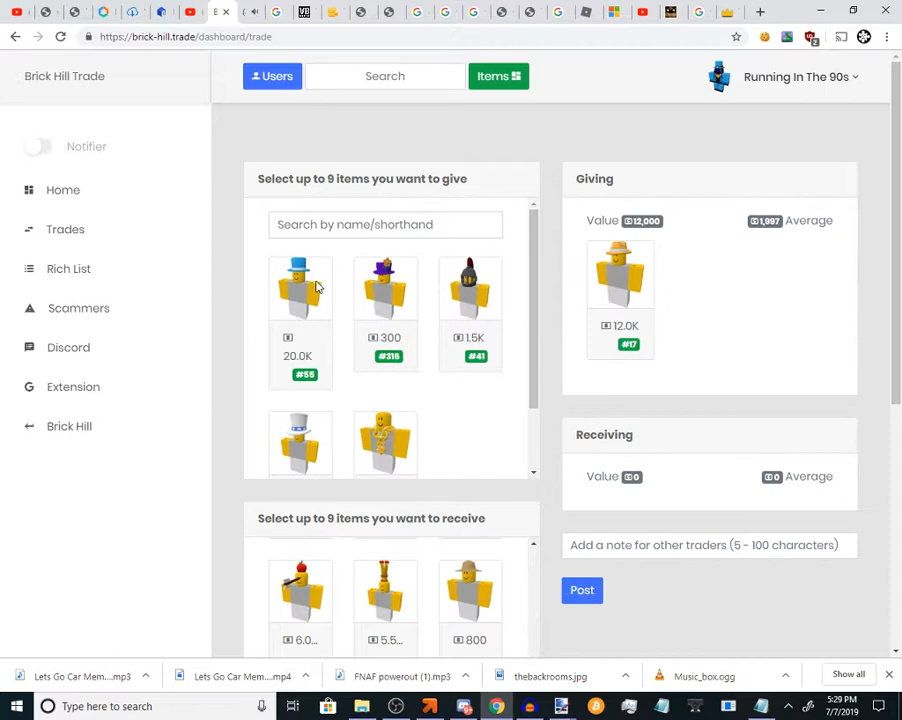 B
VB
https://brick-hill.trade/dashboard/trade
2
Brick Hill Trade
Users
Search
Items
Running In The 90s
Notifier
Home
Trades
Rich List
Scammers
Discord
Extension
Brick Hill
Select up to 9 items you want to give
Search by name/shorthand
20.0K
#55
300
#316
1.5K
#41
Select up to 9 items you want to receive
6.0...
5.5...
800
Giving
Value 12,000
1,997 Average
12.0K
#17
Receiving
Value 0
0 Average
Add a note for other traders (5 - 100 characters)
Post
Lets Go Car Mem....mp3
Lets Go Car Mem....mp4
FNAF powerout (1).mp3
thebackrooms.jpg
Music_box.ogg
Show all
Type here to search
5:29 PM
7/7/2019